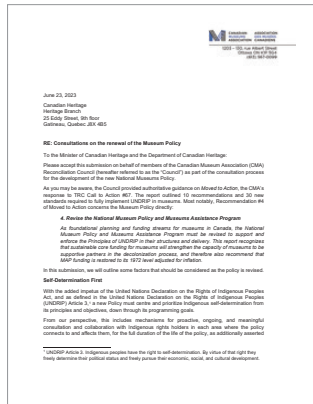 CANADIAN MUSEUMS ASSOCIATION
ASSOCIATION DES MUSÉES CANADIENS
June 23, 2023
Canadian Heritage
Heritage Branch
25 Eddy Street, 9th floor
Gatineau, Quebec J8X 4B5
RE: Consultations on the renewal of the Museum Policy
To the Minister of Canadian Heritage and the Department of Canadian Heritage:
Please accept this submission on behalf of members of the Canadian Museum Association (CMA)
Reconciliation Council (hereafter referred to as the "Council") as part of the consultation process
for the development of the new National Museums Policy.
As you may be aware, the Council provided authoritative guidance on Moved to Action, the CMA's
response to TRC Call to Action #67. The report outlined 10 recommendations and 30 new
standards required to fully implement UNDRIP in museums. Most notably, Recommendation #4
of Moved to Action concerns the Museum Policy directly:
4. Revise the National Museum Policy and Museums Assistance Program
As foundational planning and funding streams for museums in Canada, the National
Museum Policy and Museums Assistance Program must be revised to support and
enforce the Principles of UNDRIP in their structures and delivery. This report recognizes
that sustainable core funding for museums will strengthen the capacity of museums to be
supportive partners in the decolonization process, and therefore also recommend that
MAP funding is restored to its 1972 level adjusted for inflation.
In this submission, we will outline some factors that should be considered as the policy is revised.
Self-Determination First
With the added impetus of the United Nations Declaration on the Rights of Indigenous Peoples
Act, and as defined in the United Nations Declaration on the Rights of Indigenous Peoples
(UNDRIP) Article 3,¹ a new Policy must centre and prioritize Indigenous self-determination from
its principles and objectives, down through its programming goals.
From our perspective, this includes mechanisms for proactive, ongoing, and meaningful
consultation and collaboration with Indigenous rights holders in each area where the policy
connects to and affects them, for the full duration of the life of the policy, as additionally asserted
¹ UNDRIP Article 3: Indigenous peoples have the right to self-determination. By virtue of that right they
freely determine their political status and freely pursue their economic, social, and cultural development.